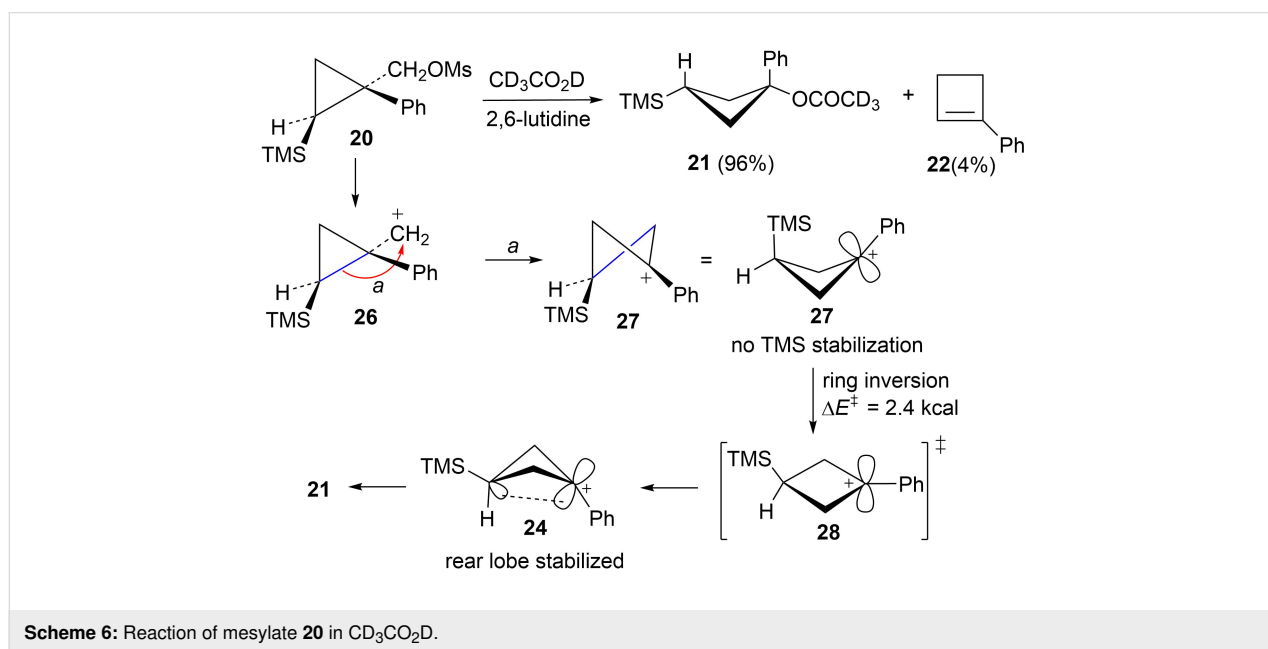 CH2OMs
Ph
H
TMS
20
CD3CO2D
2,6-lutidine
H
Ph
TMS
OCOCD3
21 (96%)
+
Ph
22(4%)
+
CH2
Ph
a
H
TMS
26
a
H
+
Ph
TMS
27
=
TMS
Ph
+
H
27
no TMS stabilization
ring inversion
ΔE‡ = 2.4 kcal
21
TMS
+
H
Ph
24
rear lobe stabilized
TMS
+
Ph
H
28
‡
Scheme 6: Reaction of mesylate 20 in CD3CO2D.